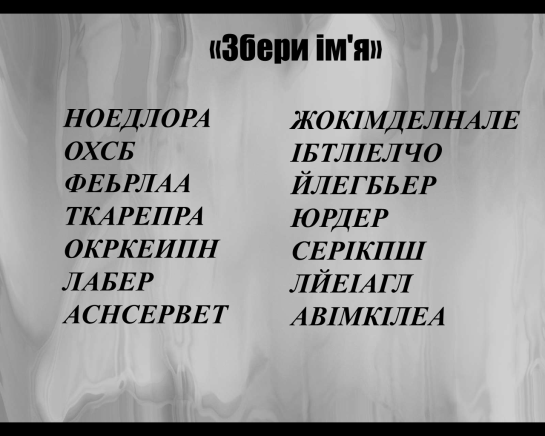 «Збери ім'я»
НОЕДЛОРА
ОХСБ
ФЕЬРЛАА
ТКАРЕПРА
ОКРКЕИПН
ЛАБЕР
АСНСЕРВЕТ
ЖОКІМДЕЛНАЛЕ
ІБТЛІЕЛЧО
ЙЛЕГБЬЕР
ЮРДЕР
СЕРІКПШ
ЛЙЕІАГЛ
АВІМКІЛЕА